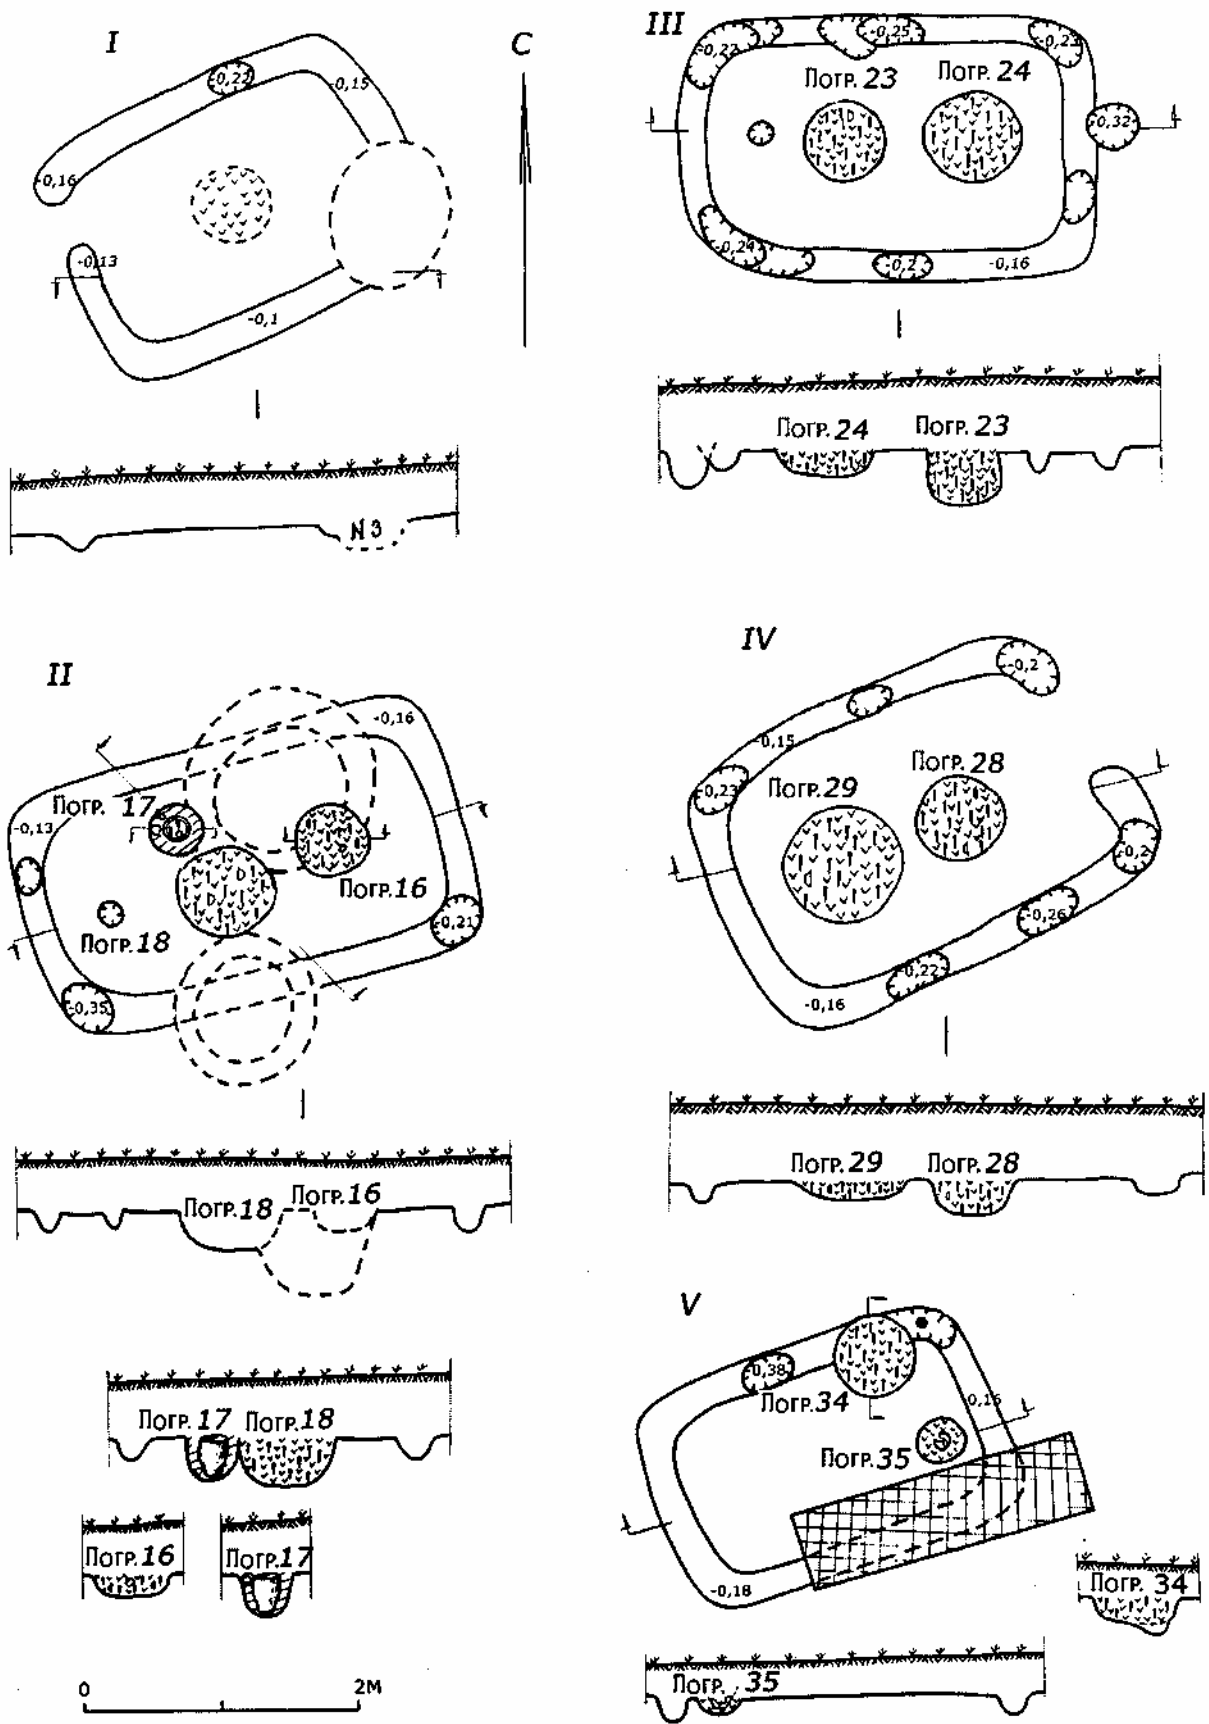 I
С
-0,22
-0,15
-0,16
-0,13
-0,1
N 3
III
-0,22
-0,25
-0,23
Погр. 23
Погр. 24
-0,32
-0,24
-0,2
-0,16
Погр. 24
Погр. 23
II
-0,16
Погр. 17
-0,13
Погр. 16
Погр. 18
-0,21
-0,35
Погр. 18
Погр. 16
Погр. 17
Погр. 18
Погр. 16
Погр. 17
0
2М
IV
-0,2
-0,15
Погр. 28
-0,23
Погр. 29
-0,2
-0,26
-0,22
-0,16
Погр. 29
Погр. 28
V
-0,38
Погр. 34
0,16
Погр. 35
-0,18
Погр. 34
Погр. 35